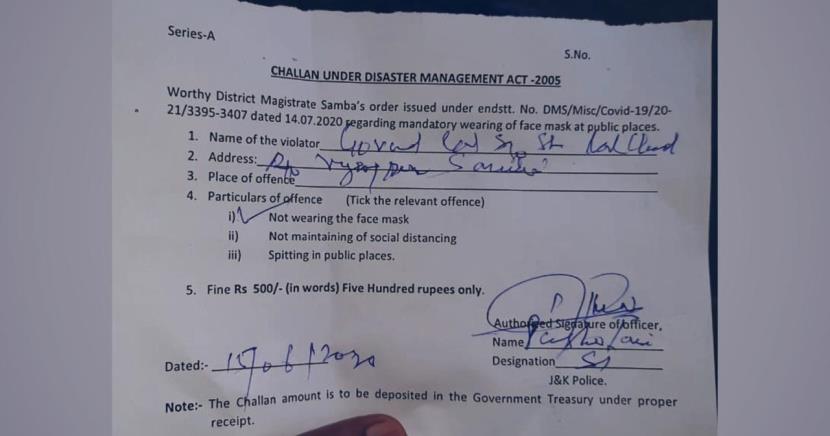 Series-A
S.No.
CHALLAN UNDER DISASTER MANAGEMENT ACT -2005
Worthy District Magistrate Samba's order issued under endstt. No. DMS/Misc/Covid-19/20-
21/3395-3407 dated 14.07.2020 regarding mandatory wearing of face mask at public places.
1. Name of the violator
2. Address:
3. Place of offence
4. Particulars of offence (Tick the relevant offence)
i) Not wearing the face mask
ii) Not maintaining of social distancing
iii) Spitting in public places.
5. Fine Rs 500/- (in words) Five Hundred rupees only.
Authorized Signature of officer,
Name
Dated:-
Designation
J&K Police.
Note:- The Challan amount is to be deposited in the Government Treasury under proper
receipt.